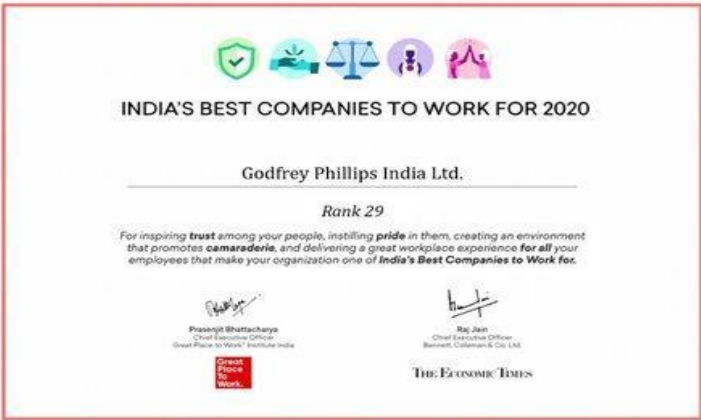 INDIA'S BEST COMPANIES TO WORK FOR 2020
Godfrey Phillips India Ltd.
Rank 29
For inspiring trust among your people, instilling pride in them, creating an environment
that promotes camaraderie, and delivering a great workplace experience for all your
employees that make your organization one of India's Best Companies to Work for.
Prasenjit Bhattacharya
Chief Executive Officer
Great Place to Work® Institute India
Great
Place
To
Work.
Raj Jain
Chief Executive Officer
Bennett, Coleman & Co. Ltd.
THE ECONOMIC TIMES